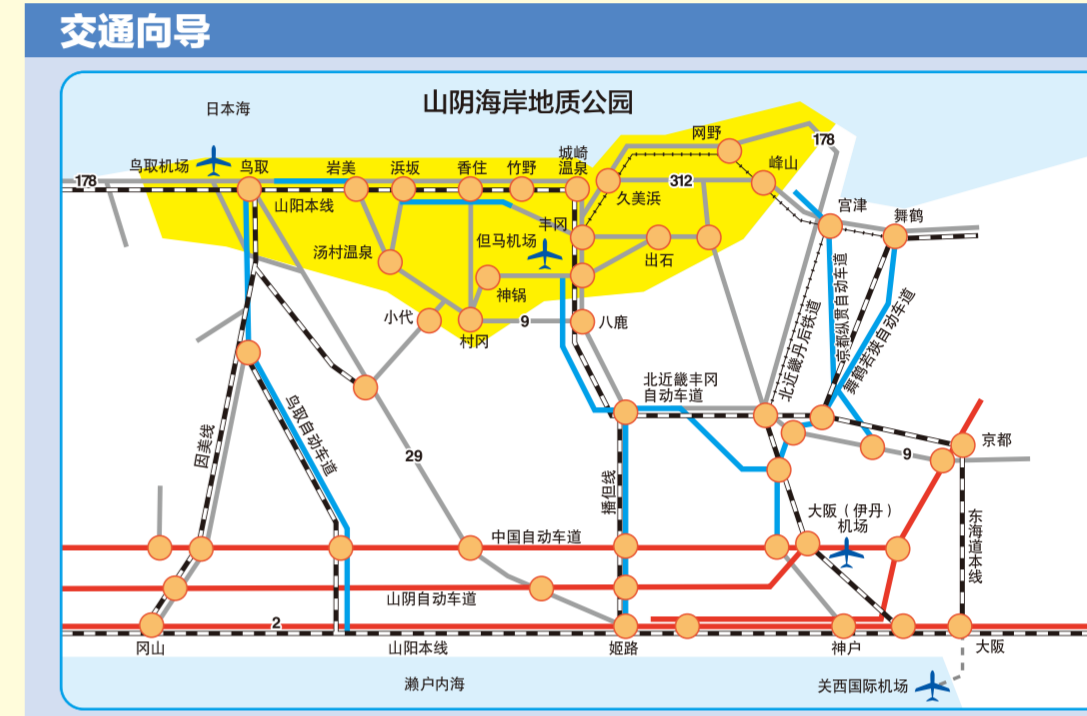 交通向导
山阴海岸地质公园
日本海
网野
178
鸟取机场
鸟取
岩美
浜坂
香住
竹野
城崎
温泉
峰山
178
312
山阳本线
久美浜
宫津
舞鹤
丰冈
但马机场
汤村温泉
出石
神锅
小代
村冈
9
八鹿
北近畿丹后铁道
京都纵贯自动车道
舞鹤若狭自动车道
北近畿丰冈
自动车道
鸟取自动车道
因美线
29
播但线
9
京都
大阪（伊丹）
机场
东海道本线
中国自动车道
山阴自动车道
2
冈山
山阳本线
姬路
神户
大阪
濑户内海
关西国际机场